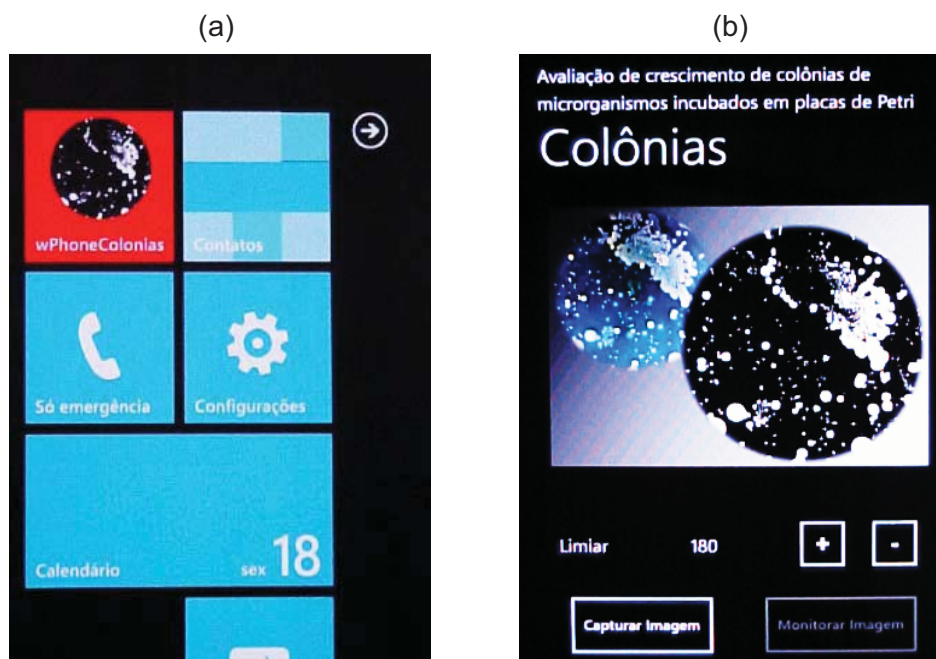 (a)
wPhoneColonias
Contatos
Só emergência
Configurações
Calendário
sex 18
(b)
Avaliação de crescimento de colônias de
microrganismos incubados em placas de Petri
Colônias
Limiar 180 + -
Capturar Imagem
Monitorar Imagem